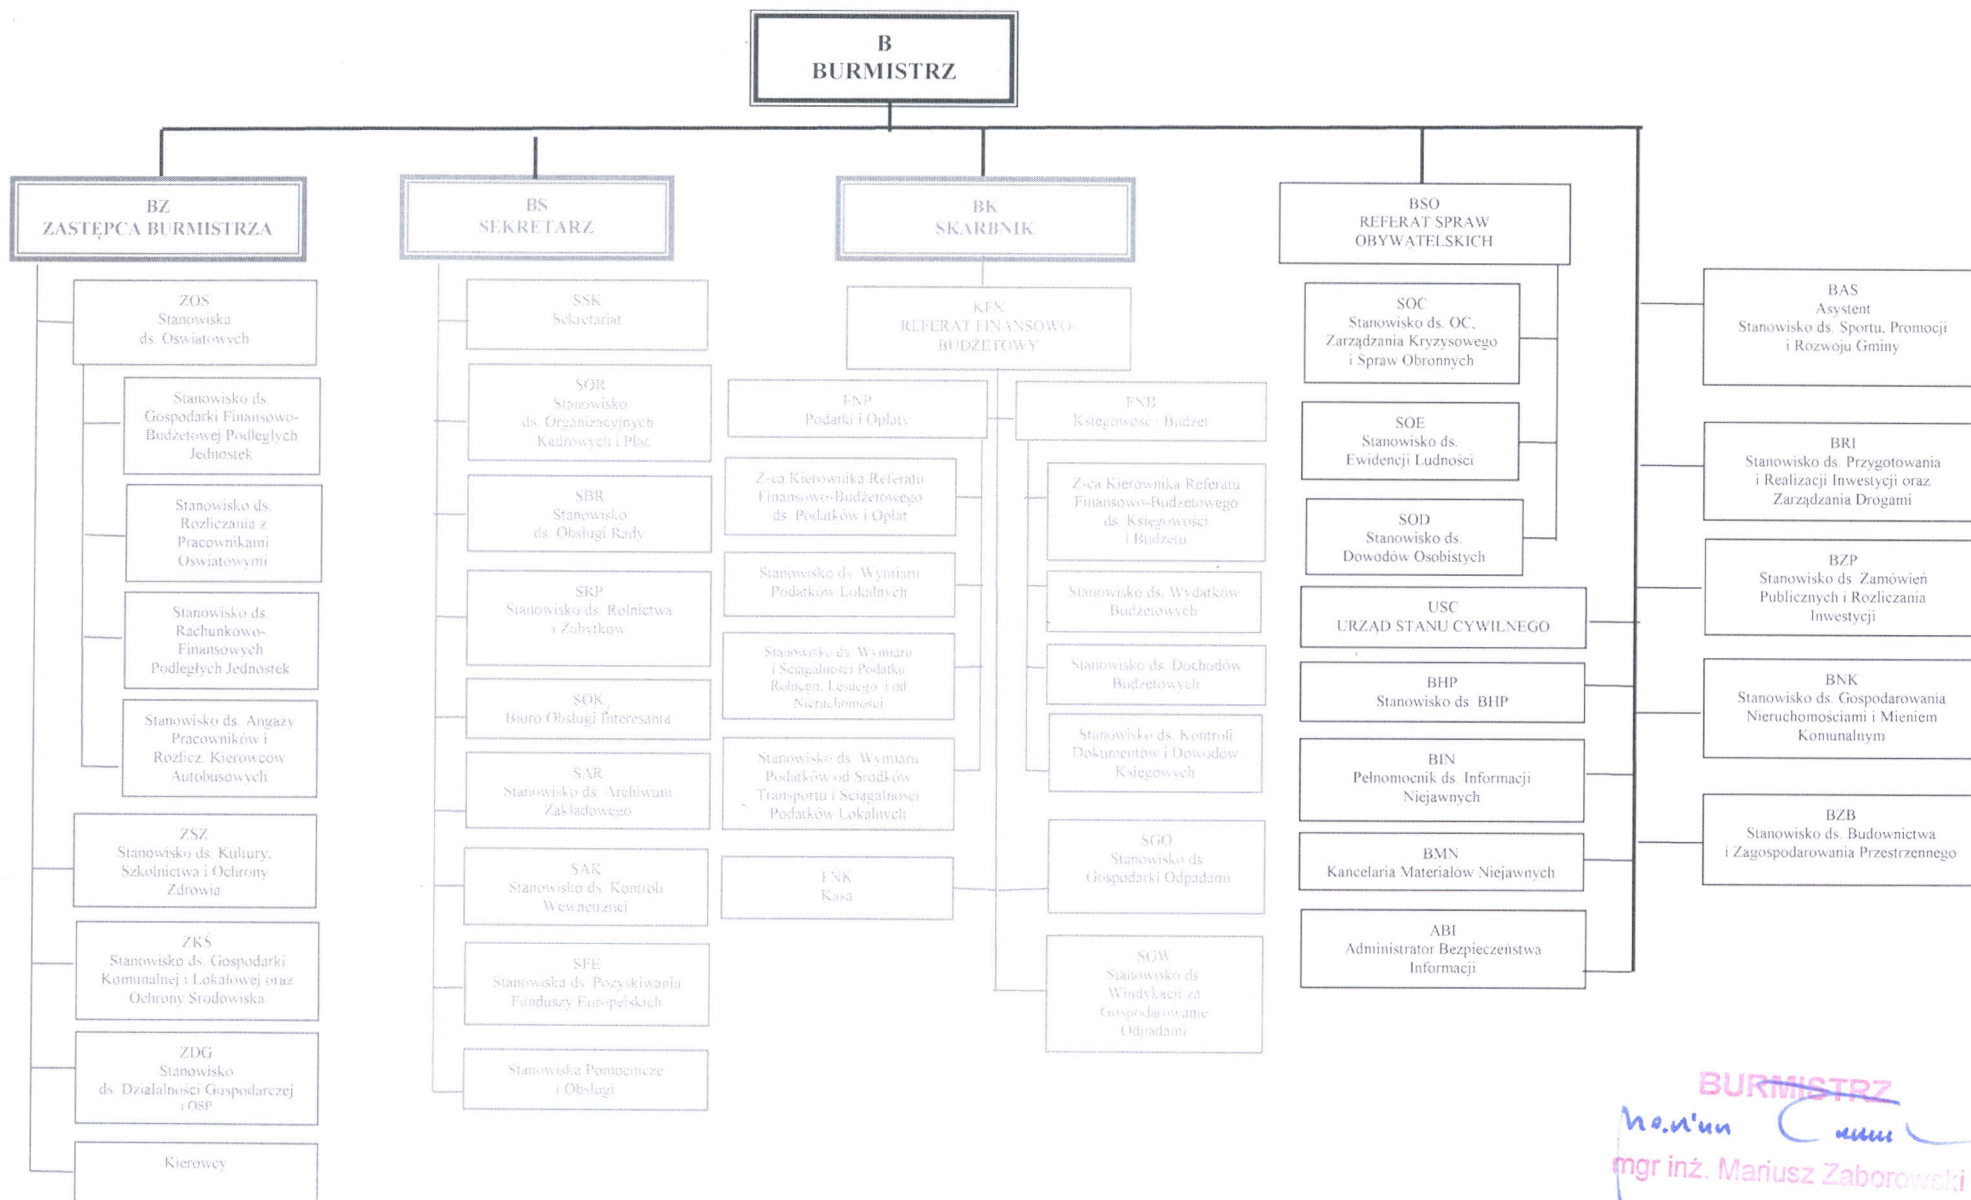 B
BURMISTRZ
BZ
ZASTĘPCA BURMISTRZA
ZOS
Stanowiska
ds. Oswiatowych
Stanowisko ds.
Gospodarki Finansowo-
Budżetowej Podległych
Jednostek
Stanowisko ds.
Rozliczania z
Pracownikami
Oswiatowymi
Stanowisko ds.
Rachunkowo-
Finansowych
Podległych Jednostek
Stanowisko ds. Angaży
Pracowników i
Rozlicz. Kierowców
Autobusowych
ZSZ
Stanowisko ds. Kultury,
Szkolnictwa i Ochrony
Zdrowia
ZKŚ
Stanowisko ds. Gospodarki
Komunalnej i Lokalowej oraz
Ochrony Środowiska
ZDG
Stanowisko
ds. Działalności Gospodarczej
i OSP
Kierowcy
BS
SEKRETARZ
SSK
Sekretariat
SOR
Stanowisko
ds. Organizacyjnych
Kadrowych i Płac
SBR
Stanowisko
ds. Obsługi Rady
SRP
Stanowisko ds. Rolnictwa
i Zabytków
SOK
Biuro Obsługi Interesanta
SAR
Stanowisko ds. Archiwum
Zakładowego
SAK
Stanowisko ds. Kontroli
Wewnętrznej
SFE
Stanowiska ds. Pozyskiwania
Funduszy Europejskich
Stanowiska Pomocnicze
i Obsługi
BK
SKARBNIK
KFN
REFERAT FINANSOWO-
BUDŻETOWY
FNP
Podatki i Opłaty
Z-ca Kierownika Referatu
Finansowo-Budżetowego
ds. Podatków i Opłat
Stanowisko ds. Wymiaru
Podatków Lokalnych
Stanowisko ds. Wymiaru
i Ściągalności Podatku
Rolnego, Leśnego i od
Nieruchomości
Stanowisko ds. Wymiaru
Podatków od Środków
Transportu i Ściągalności
Podatków Lokalnych
FNK
Kasa
FNB
Księgowość i Budżet
Z-ca Kierownika Referatu
Finansowo-Budżetowego
ds. Księgowości
i Budżetu
Stanowisko ds. Wydatków
Budżetowych
Stanowisko ds. Dochodów
Budżetowych
Stanowisko ds. Kontroli
Dokumentów i Dowodów
Księgowych
SGO
Stanowisko ds
Gospodarki Odpadami
SGW
Stanowisko ds
Windykacji za
Gospodarowanie
Odpadami
BSO
REFERAT SPRAW
OBYWATELSKICH
SOC
Stanowisko ds. OC,
Zarządzania Kryzysowego
i Spraw Obronnych
SOE
Stanowisko ds.
Ewidencji Ludności
SOD
Stanowisko ds.
Dowodów Osobistych
USC
URZĄD STANU CYWILNEGO
BHP
Stanowisko ds. BHP
BIN
Pełnomocnik ds. Informacji
Niejawnych
BMN
Kancelaria Materiałów Niejawnych
ABI
Administrator Bezpieczeństwa
Informacji
BAS
Asystent
Stanowisko ds. Sportu, Promocji
i Rozwoju Gminy
BRI
Stanowisko ds. Przygotowania
i Realizacji Inwestycji oraz
Zarządzania Drogami
BZP
Stanowisko ds. Zamówień
Publicznych i Rozliczania
Inwestycji
BNK
Stanowisko ds. Gospodarowania
Nieruchomościami i Mieniem
Komunalnym
BZB
Stanowisko ds. Budownictwa
i Zagospodarowania Przestrzennego
BURMISTRZ
mgr inż. Mariusz Zaborowski